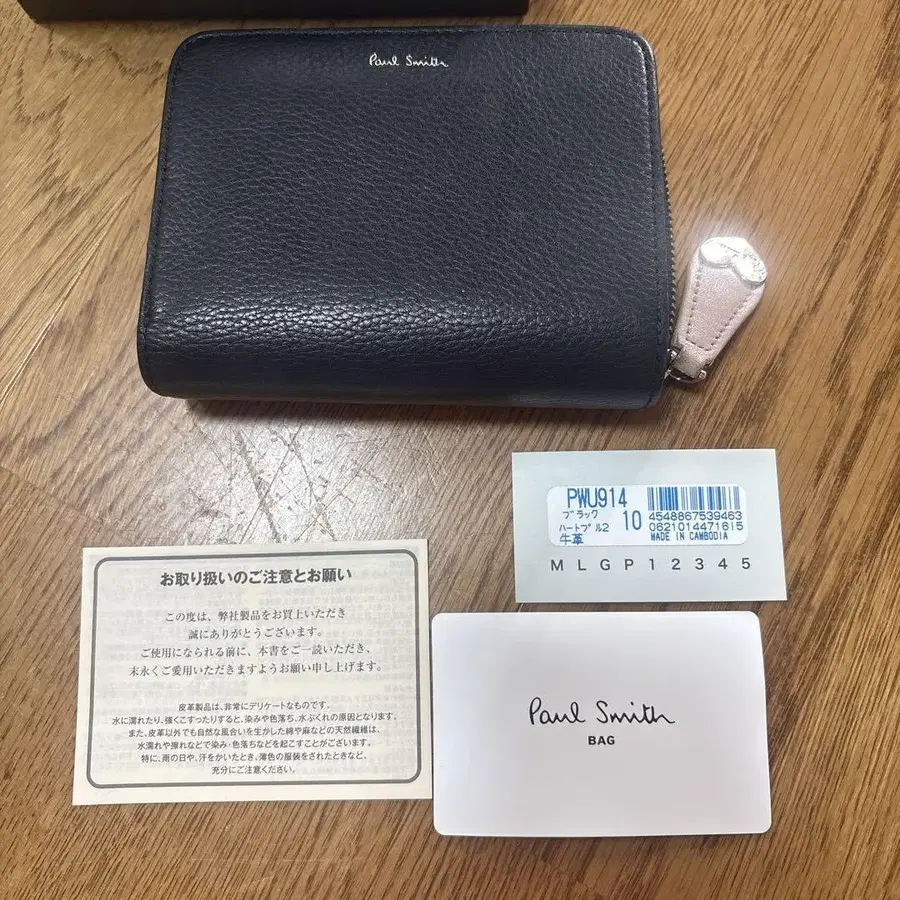 Paul Smith
PWU914
ブラック
ハートプル2
10
牛革
4548867539463
0621014471615
MADE IN CAMBODIA
M L G P 1 2 3 4 5
お取り扱いのご注意とお願い
この度は、弊社製品をお買上いただき
誠にありがとうございます。
ご使用になられる前に、本書をご一読いただき、
末永くご愛用いただきますようお願い申し上げます。
皮革製品は、非常にデリケートなものです。
水に濡れたり、強くこすったりすると、染みや色落ち、水ぶくれの原因となります。
また、皮革以外でも自然な風合いを生かした綿や麻などの天然繊維は、
水濡れや擦れなどで染み・色落ちなどを起こすことがございます。
特に、雨の日や、汗をかいたとき、薄色の服装をされたときなど、
充分にご注意ください。
Paul Smith
BAG